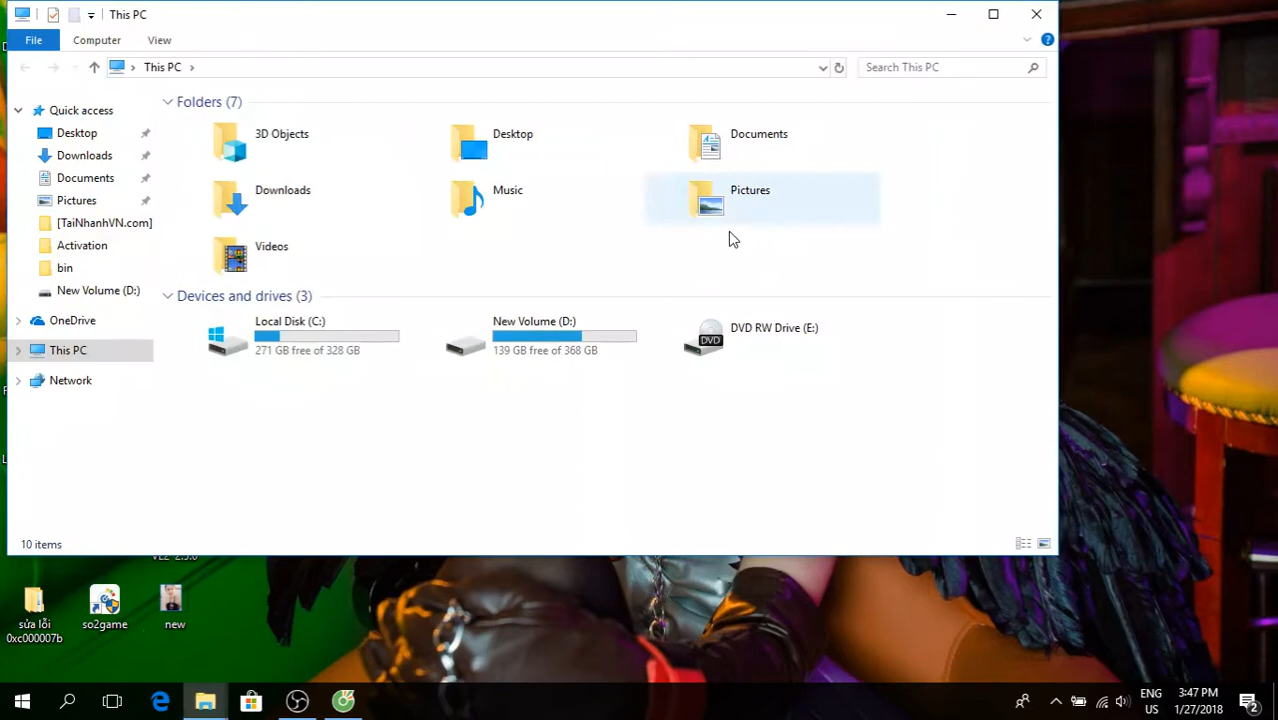 This PC
File
Computer
View
This PC
Search This PC
Quick access
Desktop
Downloads
Documents
Pictures
[TaiNhanhVN.com]
Activation
bin
New Volume (D:)
OneDrive
This PC
Network
Folders (7)
3D Objects
Desktop
Documents
Downloads
Music
Pictures
Videos
Devices and drives (3)
Local Disk (C:)
271 GB free of 328 GB
New Volume (D:)
139 GB free of 368 GB
DVD RW Drive (E:)
DVD
10 items
sửa lỗi
0xc000007b
so2game
new
ENG
US
3:47 PM
1/27/2018
2